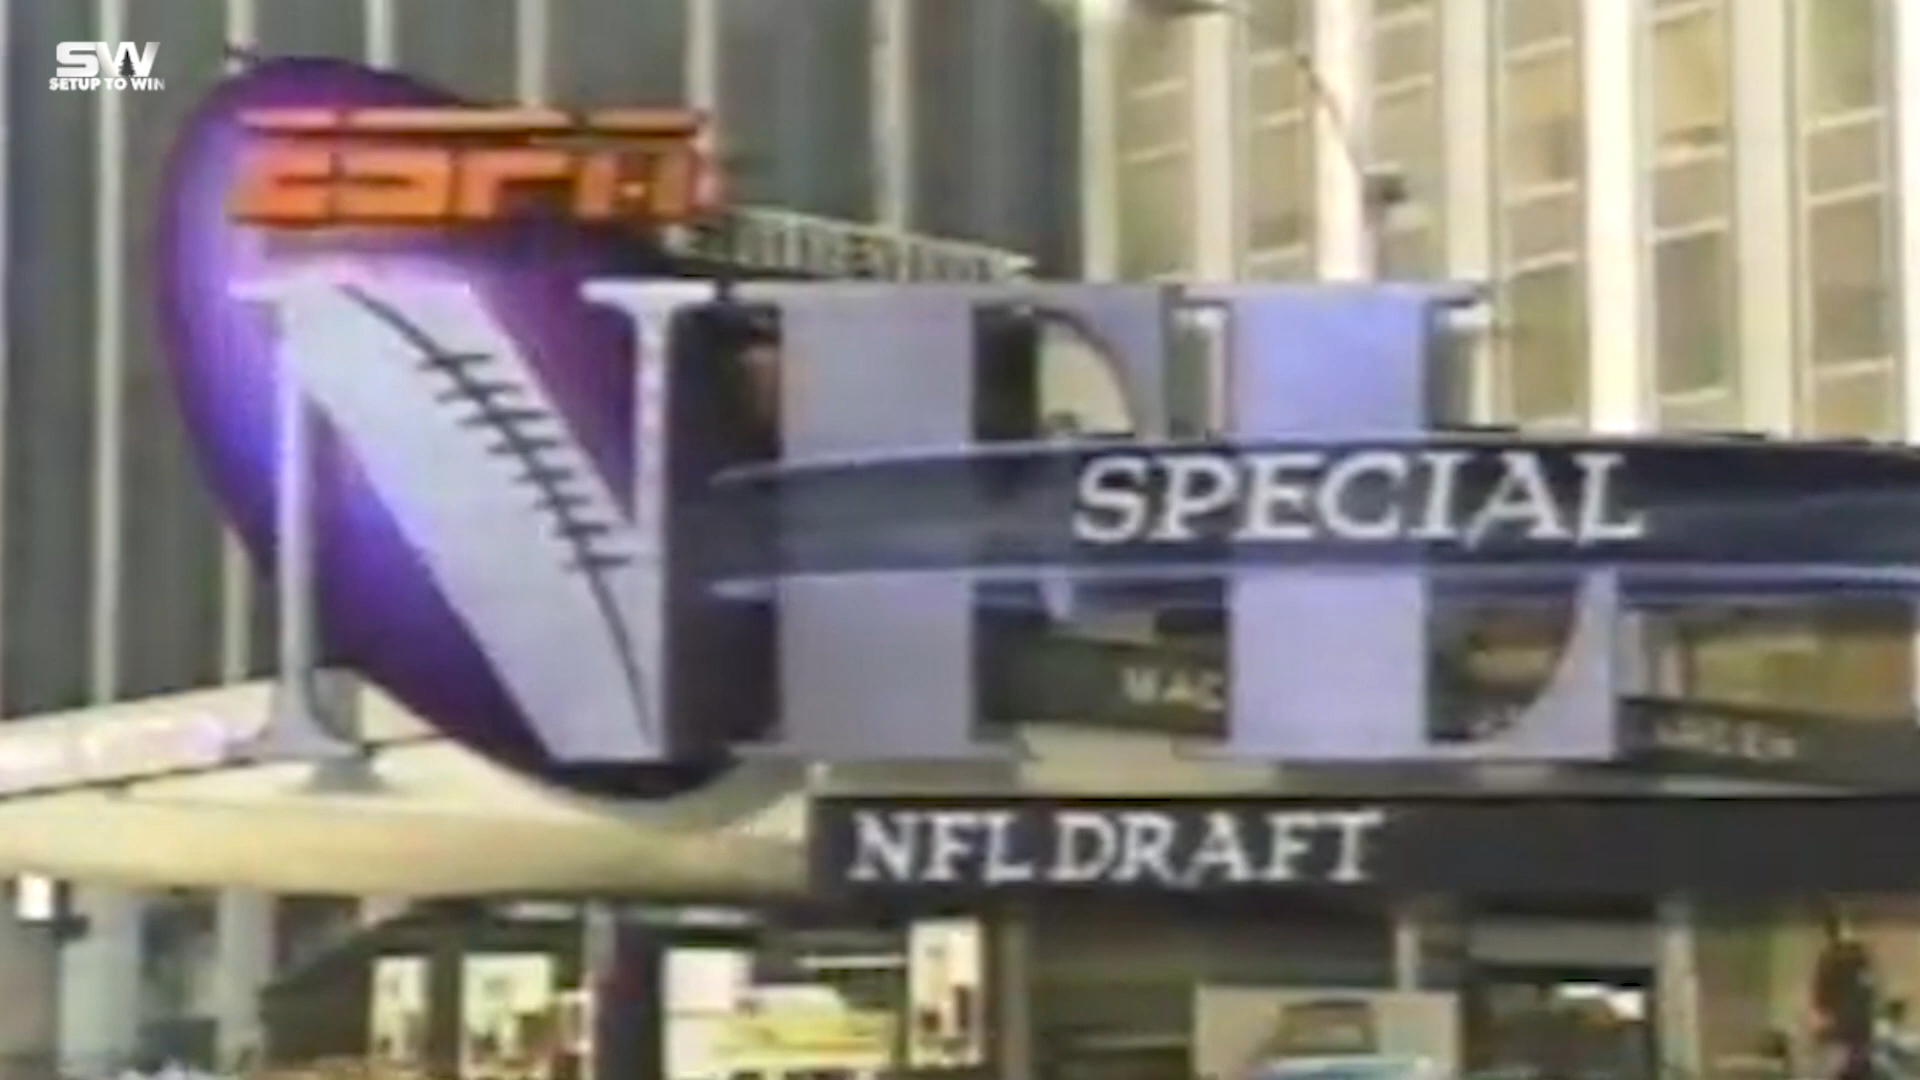 SW
SETUP TO WIN
ESPN
NFL
SPECIAL
NFL DRAFT